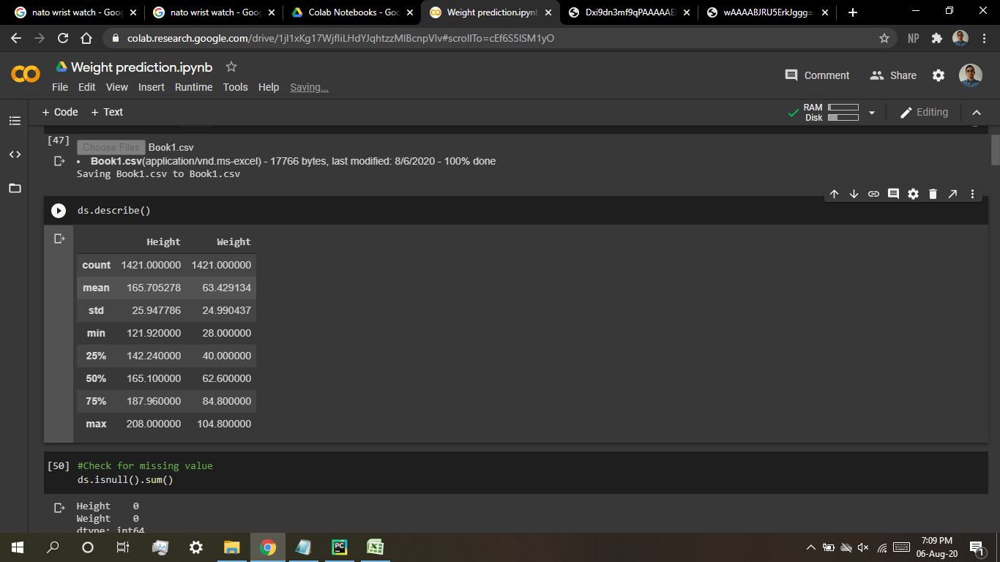 nato wrist watch - Goog
nato wrist watch - Goog
Colab Notebooks - Goo
Weight prediction.ipynb
Dxi9dn3mf9qPAAAAAE
wAAAABJRU5ErkJggg=
colab.research.google.com/drive/1jI1xKg17WjfIiLHdYJqhtzzMlBcnpVlv#scrollTo=cEf6S5lSM1yO
NP
Weight prediction.ipynb
Comment
Share
File Edit View Insert Runtime Tools Help Saving...
+ Code + Text
RAM
Disk
Editing
[47]
Choose Files Book1.csv
• Book1.csv(application/vnd.ms-excel) - 17766 bytes, last modified: 8/6/2020 - 100% done
Saving Book1.csv to Book1.csv
ds.describe()
Height Weight
count 1421.000000 1421.000000
mean 165.705278 63.429134
std 25.947786 24.990437
min 121.920000 28.000000
25% 142.240000 40.000000
50% 165.100000 62.600000
75% 187.960000 84.800000
max 208.000000 104.800000
[50] #Check for missing value
ds.isnull().sum()
Height 0
Weight 0
dtype: int64
PC
7:09 PM
06-Aug-20
1